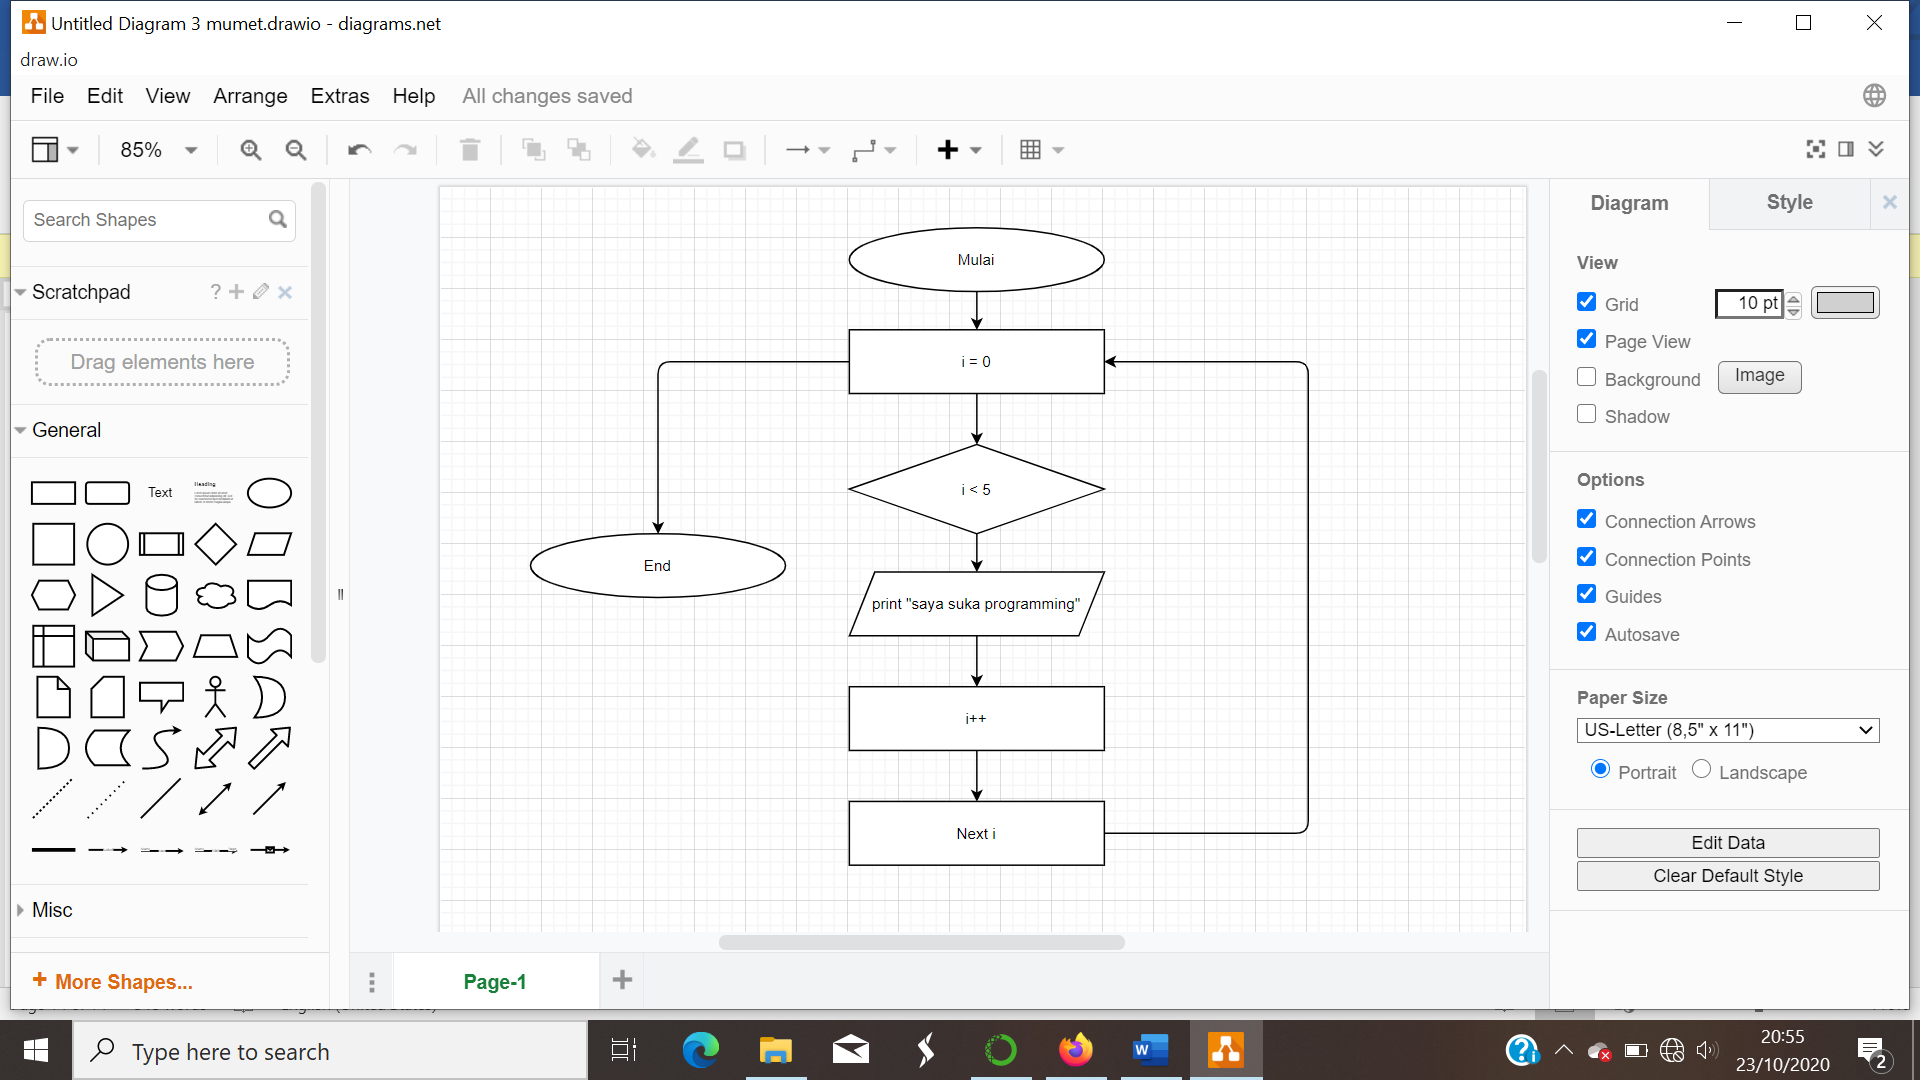 Untitled Diagram 3 mumet.drawio - diagrams.net
draw.io
File Edit View Arrange Extras Help All changes saved
85%
Search Shapes
Scratchpad
?
Drag elements here
General
Text
Heading
Misc
+ More Shapes...
Mulai
i = 0
i < 5
End
print "saya suka programming"
i++
Next i
Page-1
Diagram Style
View
Grid 10 pt
Page View
Background Image
Shadow
Options
Connection Arrows
Connection Points
Guides
Autosave
Paper Size
US-Letter (8,5" x 11")
Portrait Landscape
Edit Data
Clear Default Style
Type here to search
W
20:55
23/10/2020
2